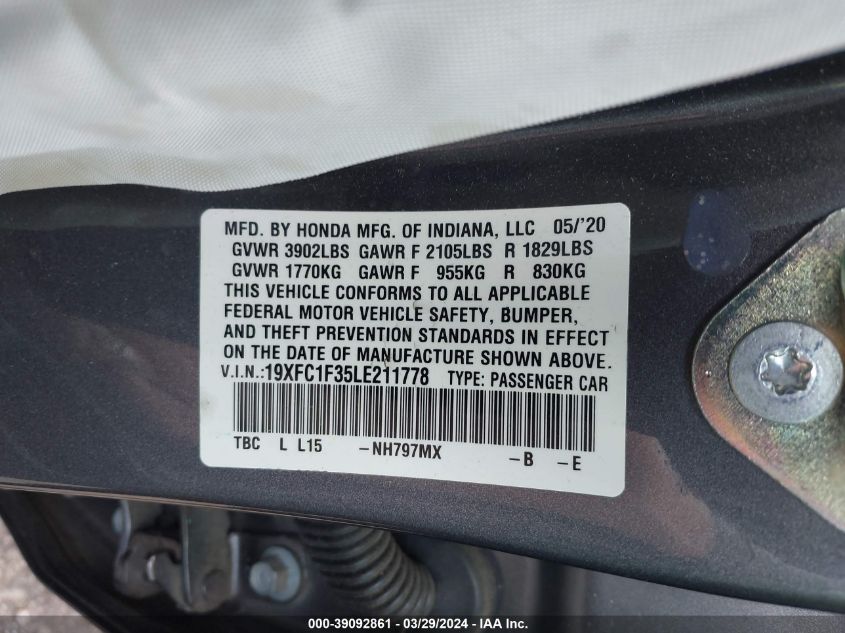 MFD. BY HONDA MFG. OF INDIANA, LLC 05/'20
GVWR 3902LBS GAWR F 2105LBS R 1829LBS
GVWR 1770KG GAWR F 955KG R 830KG
THIS VEHICLE CONFORMS TO ALL APPLICABLE
FEDERAL MOTOR VEHICLE SAFETY, BUMPER,
AND THEFT PREVENTION STANDARDS IN EFFECT
ON THE DATE OF MANUFACTURE SHOWN ABOVE.
V.I.N.:19XFC1F35LE211778 TYPE: PASSENGER CAR
TBC L L15 -NH797MX -B -E
000-39092861 / 03/29/2024 / IAA Inc.